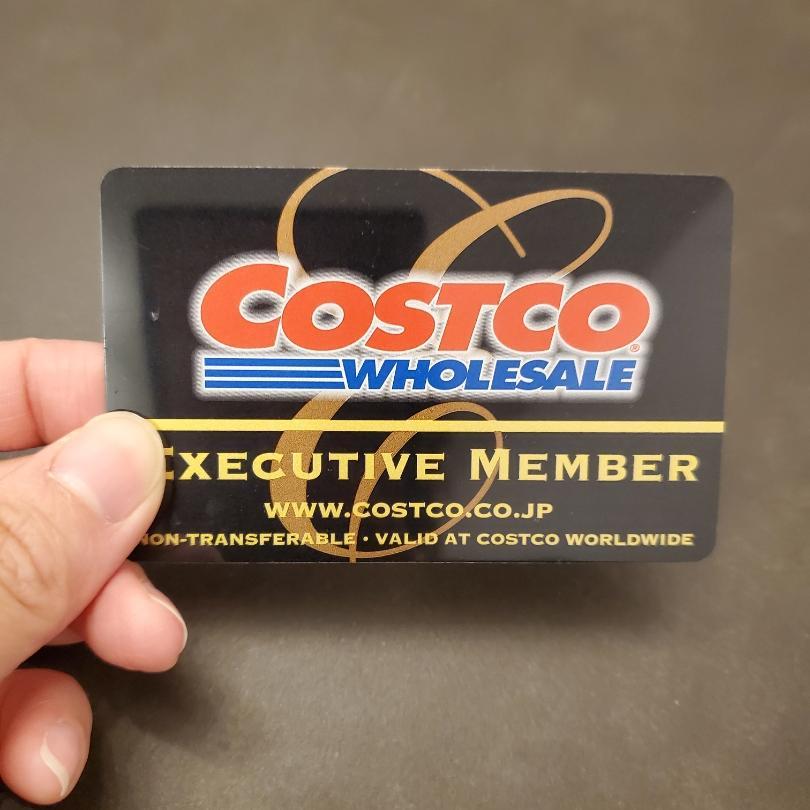 COSTCO
WHOLESALE
EXECUTIVE MEMBER
WWW.COSTCO.CO.JP
NON-TRANSFERABLE • VALID AT COSTCO WORLDWIDE